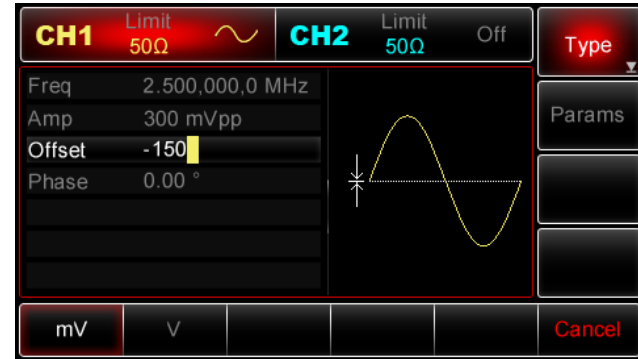 CH1 Limit 50Ω CH2 Limit 50Ω Off
Type
Freq 2.500,000,0 MHz
Amp 300 mVpp
Offset -150
Phase 0.00 °
Params
mV V Cancel